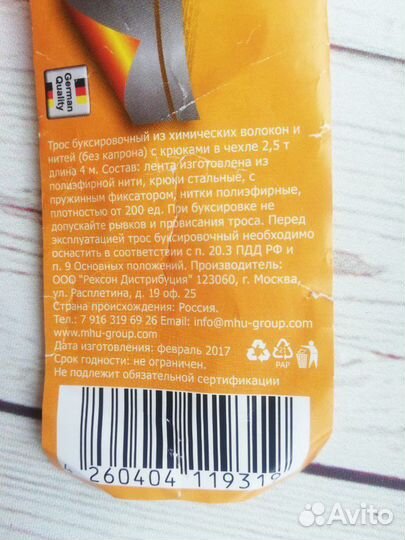 German
Quality
Трос буксировочный из химических волокон и
нитей (без капрона) с крюками в чехле 2,5 т
длина 4 м. Состав: лента изготовлена из
полиэфирной нити, крюки стальные, с
пружинным фиксатором, нитки полиэфирные,
плотностью от 200 ед. При буксировке не
допускайте рывков и провисания троса. Перед
эксплуатацией трос буксировочный необходимо
оснастить в соответствии с п. 20.3 ПДД РФ и
п. 9 Основных положений. Производитель:
ООО "Рексон Дистрибуция" 123060, г. Москва,
ул. Расплетина, д. 19 оф. 25
Страна происхождения: Россия.
Тел.: 7 916 319 69 26 Email: info@mhu-group.com
www.mhu-group.com
Дата изготовления: февраль 2017
Срок годности: не ограничен.
Не подлежит обязательной сертификации
PAP
260404 119319
Avito